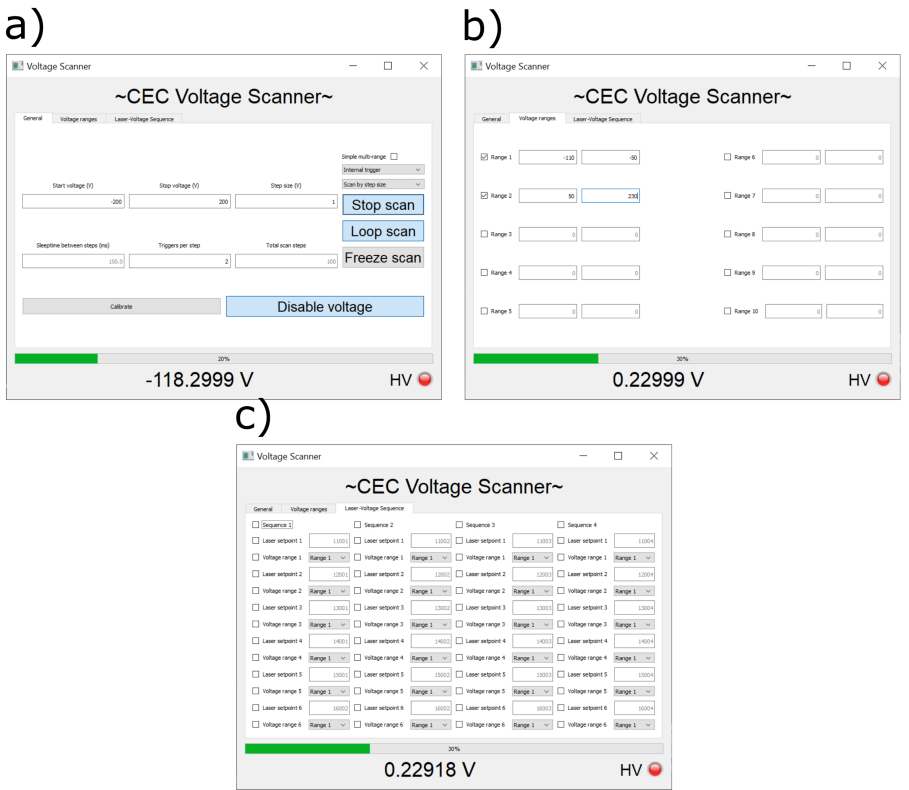 a)
Voltage Scanner
~CEC Voltage Scanner~
General Voltage ranges Laser-Voltage Sequence
Simple multi-range
Internal trigger
Start voltage (V) Stop voltage (V) Step size (V) Scan by step size
-200 200 1 Stop scan
Loop scan
Sleeptime between steps (ms) Triggers per step Total scan steps
150.0 2 100 Freeze scan
Calibrate Disable voltage
20%
-118.2999 V HV
b)
Voltage Scanner
~CEC Voltage Scanner~
General Voltage ranges Laser-Voltage Sequence
Range 1 -110 -50 Range 6 0 0
Range 2 50 230 Range 7 0 0
Range 3 0 0 Range 8 0 0
Range 4 0 0 Range 9 0 0
Range 5 0 0 Range 10 0 0
30%
0.22999 V HV
c)
Voltage Scanner
~CEC Voltage Scanner~
General Voltage ranges Laser-Voltage Sequence
Sequence 1 Sequence 2 Sequence 3 Sequence 4
Laser setpoint 1 11001 Laser setpoint 1 11002 Laser setpoint 1 11003 Laser setpoint 1 11004
Voltage range 1 Range 1 Voltage range 1 Range 1 Voltage range 1 Range 1 Voltage range 1 Range 1
Laser setpoint 2 12001 Laser setpoint 2 12002 Laser setpoint 2 12003 Laser setpoint 2 12004
Voltage range 2 Range 1 Voltage range 2 Range 1 Voltage range 2 Range 1 Voltage range 2 Range 1
Laser setpoint 3 13001 Laser setpoint 3 13002 Laser setpoint 3 13003 Laser setpoint 3 13004
Voltage range 3 Range 1 Voltage range 3 Range 1 Voltage range 3 Range 1 Voltage range 3 Range 1
Laser setpoint 4 14001 Laser setpoint 4 14002 Laser setpoint 4 14003 Laser setpoint 4 14004
Voltage range 4 Range 1 Voltage range 4 Range 1 Voltage range 4 Range 1 Voltage range 4 Range 1
Laser setpoint 5 15001 Laser setpoint 5 15002 Laser setpoint 5 15003 Laser setpoint 5 15004
Voltage range 5 Range 1 Voltage range 5 Range 1 Voltage range 5 Range 1 Voltage range 5 Range 1
Laser setpoint 6 16002 Laser setpoint 6 16002 Laser setpoint 6 16003 Laser setpoint 6 16004
Voltage range 6 Range 1 Voltage range 6 Range 1 Voltage range 6 Range 1 Voltage range 6 Range 1
30%
0.22918 V HV